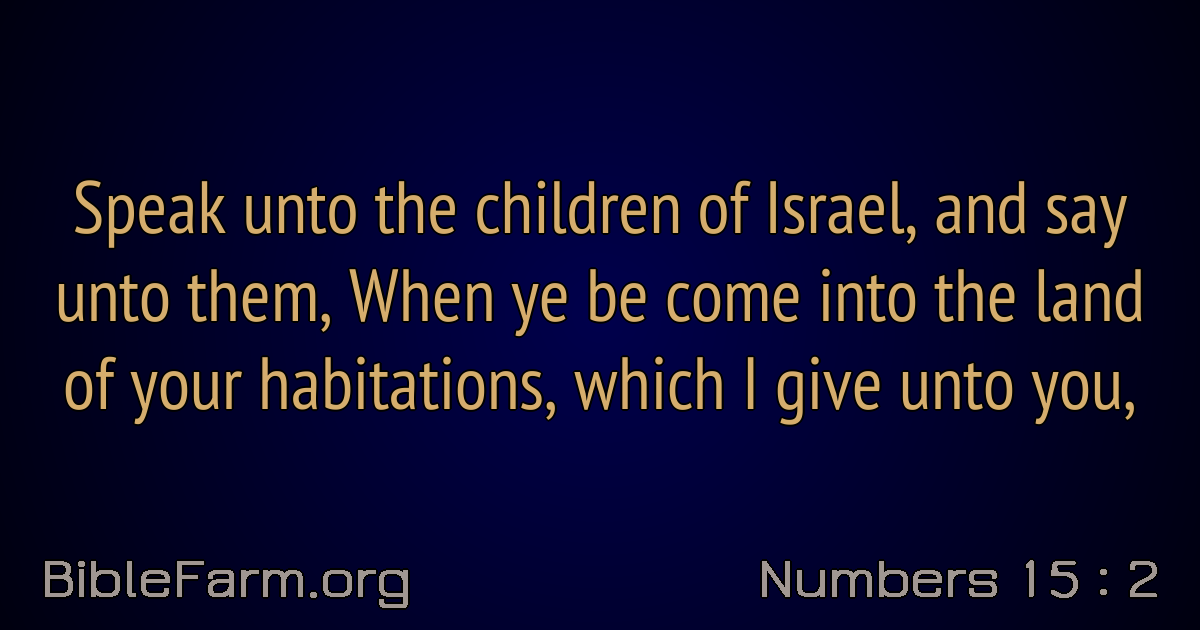 Speak unto the children of Israel, and say
unto them, When ye be come into the land
of your habitations, which I give unto you,
BibleFarm.org
Numbers 15 : 2